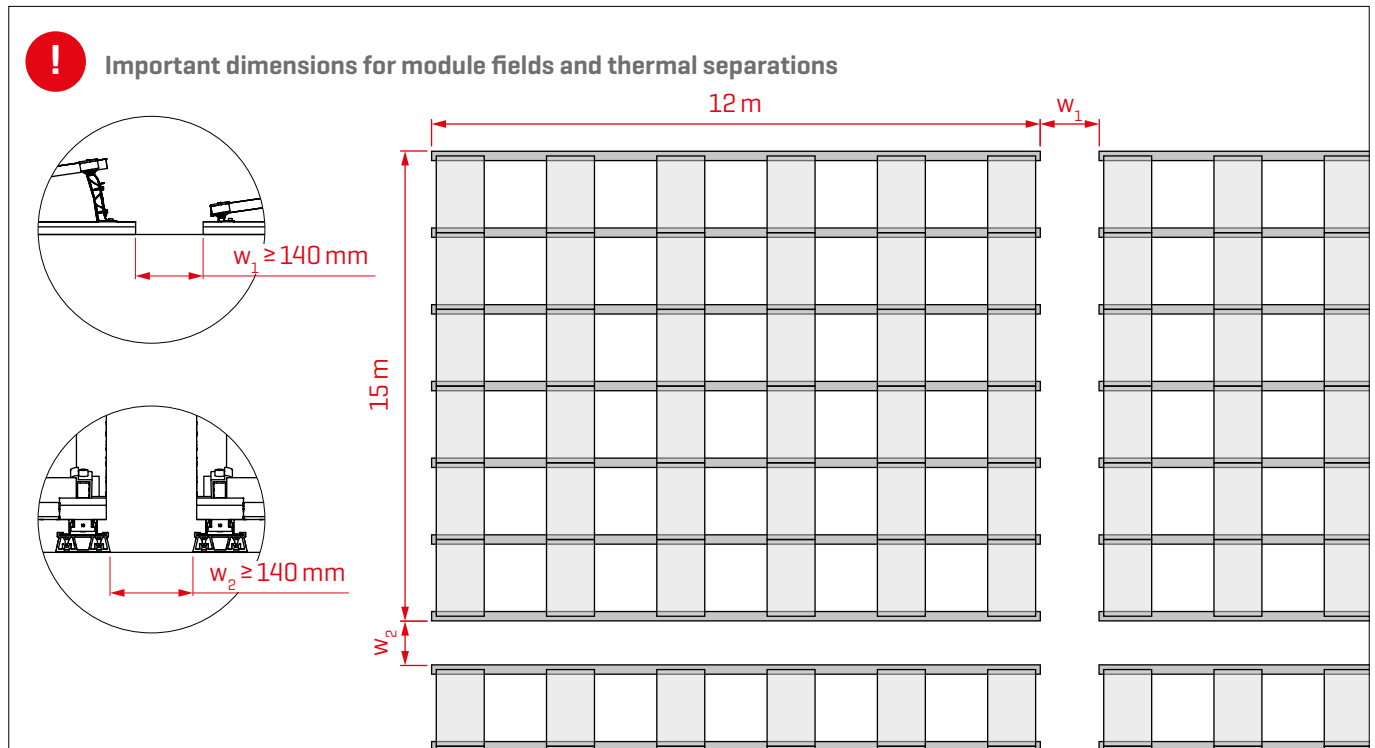 !
Important dimensions for module fields and thermal separations
12 m
w₁
w₁ ≥ 140 mm
15 m
w₂ ≥ 140 mm
w₂